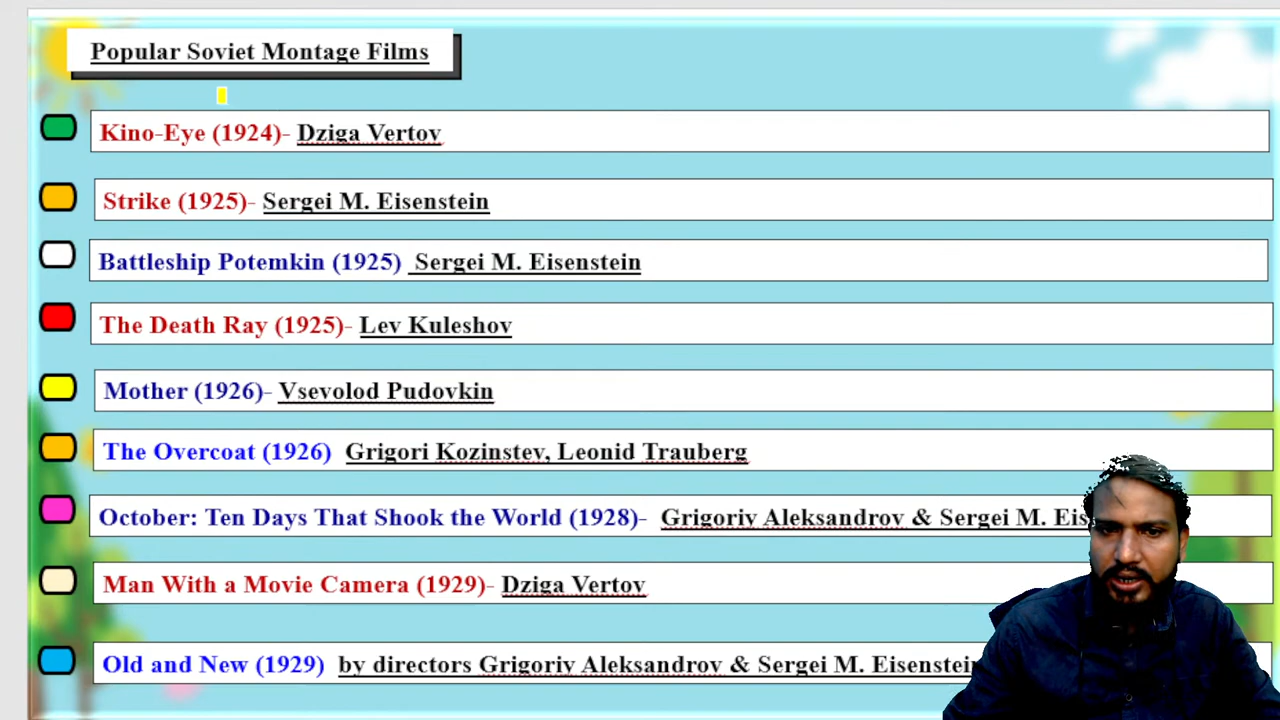 Popular Soviet Montage Films
Kino-Eye (1924)- Dziga Vertov
Strike (1925)- Sergei M. Eisenstein
Battleship Potemkin (1925) Sergei M. Eisenstein
The Death Ray (1925)- Lev Kuleshov
Mother (1926)- Vsevolod Pudovkin
The Overcoat (1926) Grigori Kozinstev, Leonid Trauberg
October: Ten Days That Shook the World (1928)- Grigoriy Aleksandrov & Sergei M. Eis
Man With a Movie Camera (1929)- Dziga Vertov
Old and New (1929) by directors Grigoriy Aleksandrov & Sergei M. Eisenstein